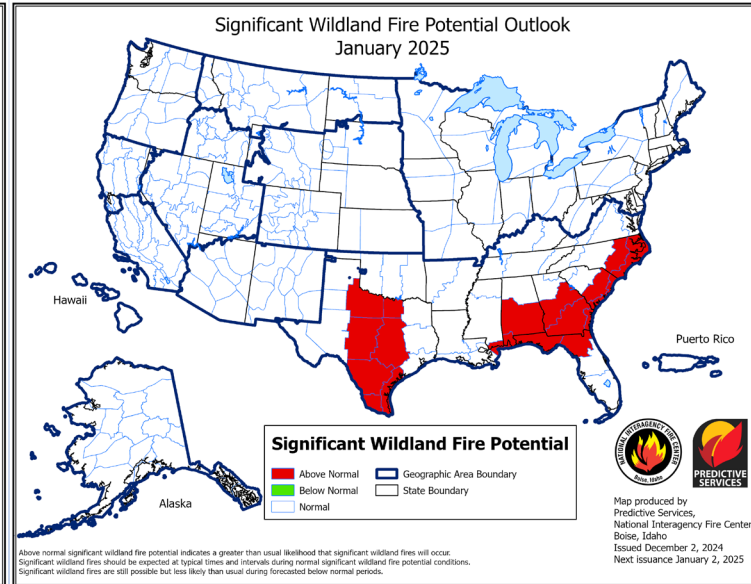 Significant Wildland Fire Potential Outlook
January 2025
Hawaii
Puerto Rico
Alaska
Significant Wildland Fire Potential
Above Normal
Geographic Area Boundary
Below Normal
State Boundary
Normal
NATIONAL INTERAGENCY FIRE CENTER
Boise, Idaho
PREDICTIVE
SERVICES
Map produced by
Predictive Services,
National Interagency Fire Center
Boise, Idaho
Issued December 2, 2024
Next issuance January 2, 2025
Above normal significant wildland fire potential indicates a greater than usual likelihood that significant wildland fires will occur.
Significant wildland fires should be expected at typical times and intervals during normal significant wildland fire potential conditions.
Significant wildland fires are still possible but less likely than usual during forecasted below normal periods.